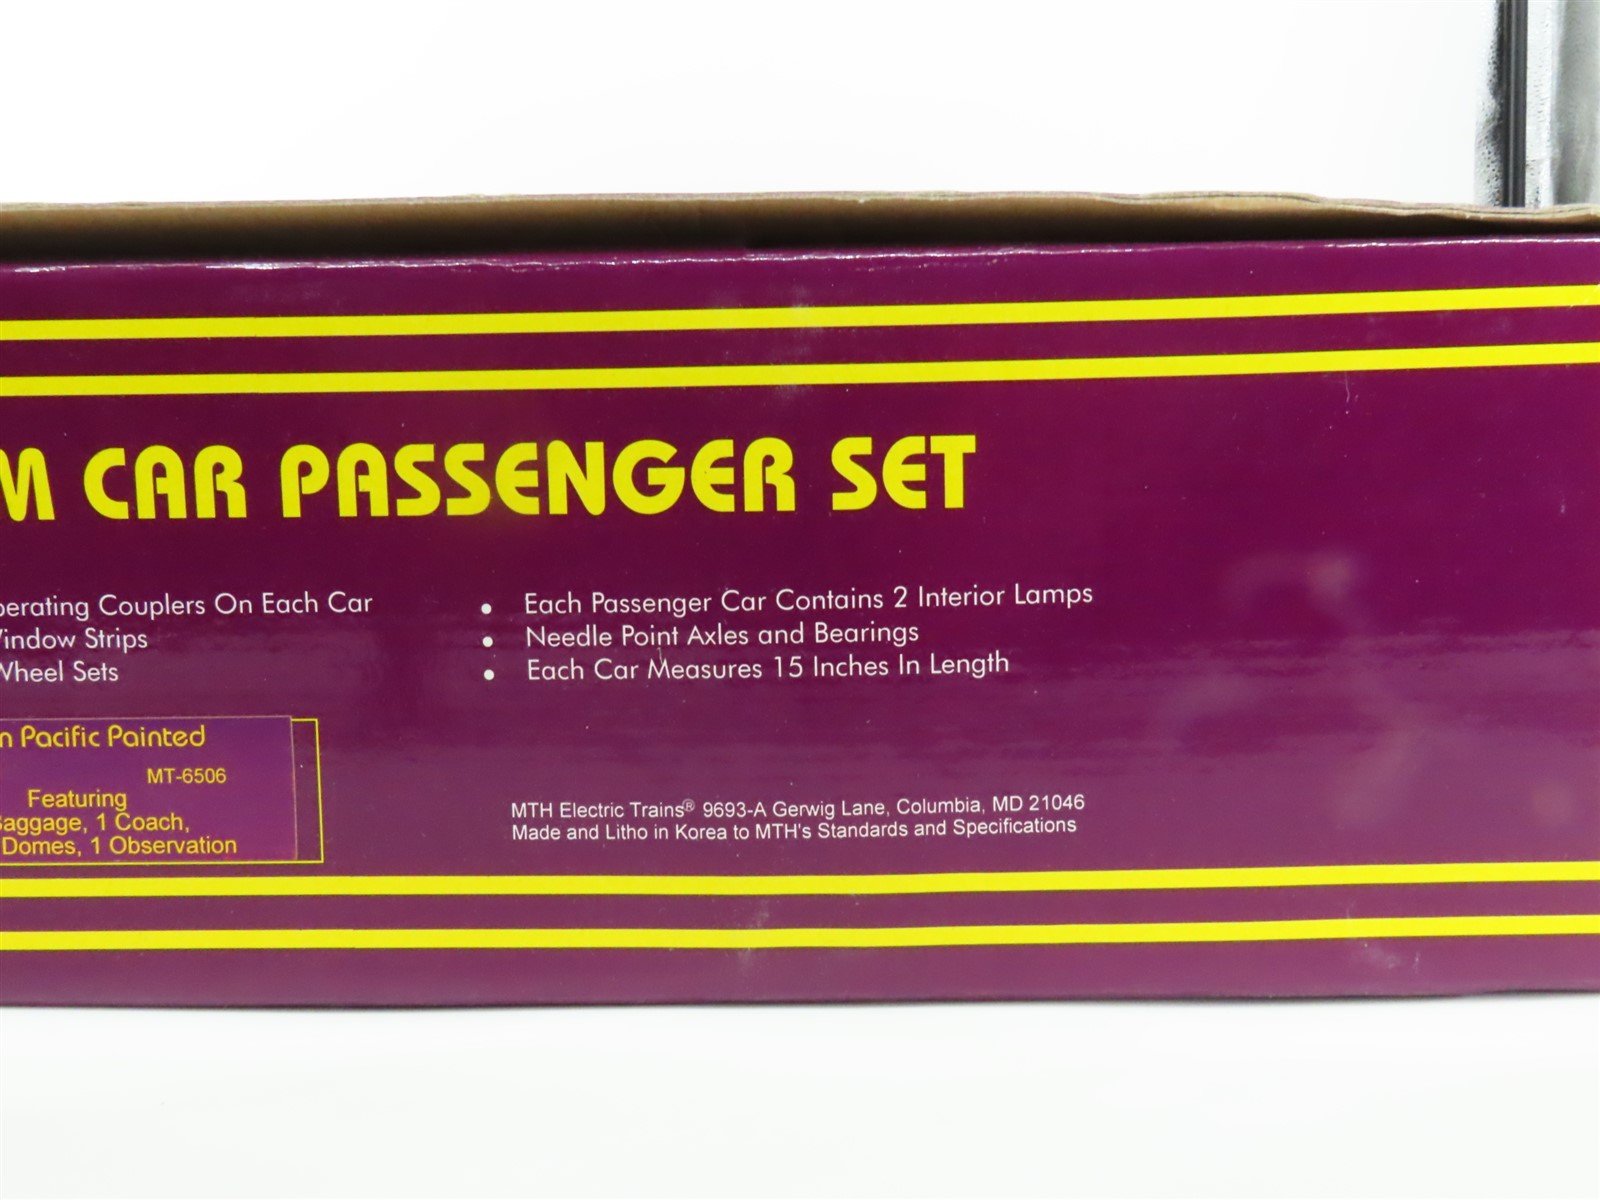 M CAR PASSENGER SET
perating Couplers On Each Car
Window Strips
Wheel Sets
• Each Passenger Car Contains 2 Interior Lamps
• Needle Point Axles and Bearings
• Each Car Measures 15 Inches In Length
n Pacific Painted
MT-6506
Featuring
Baggage, 1 Coach,
Domes, 1 Observation
MTH Electric Trains® 9693-A Gerwig Lane, Columbia, MD 21046
Made and Litho in Korea to MTH's Standards and Specifications